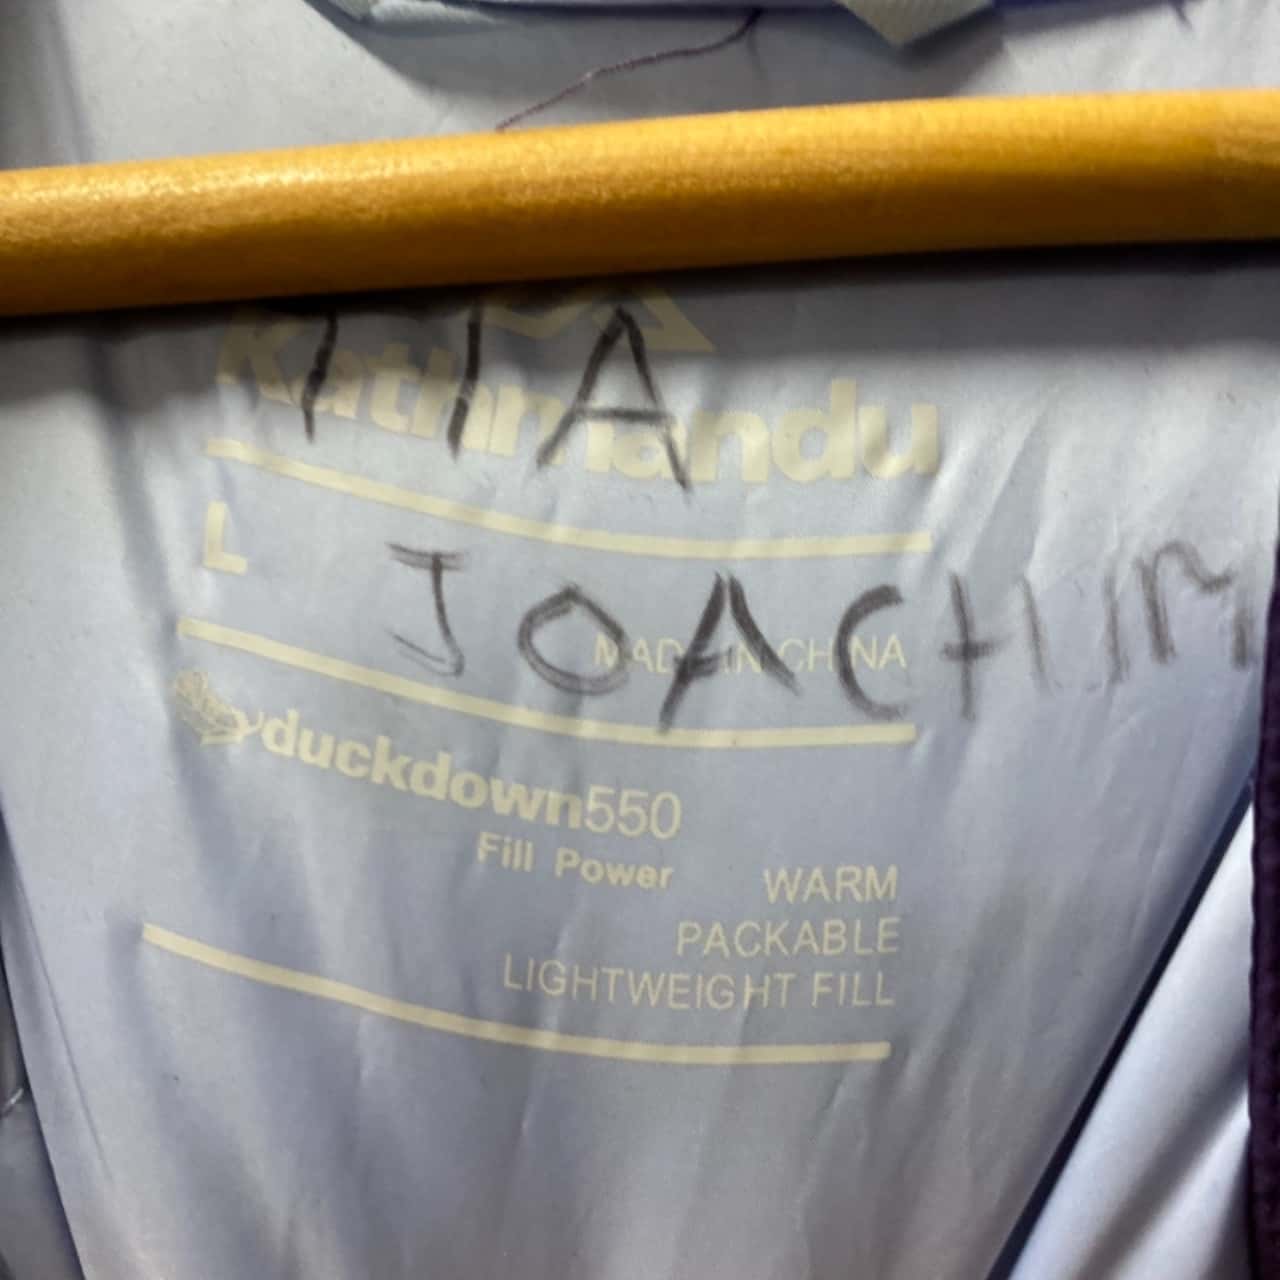 Kathmandu
L
JOACHIM
MADE IN CHINA
duckdown550
Fill Power
WARM
PACKABLE
LIGHTWEIGHT FILL